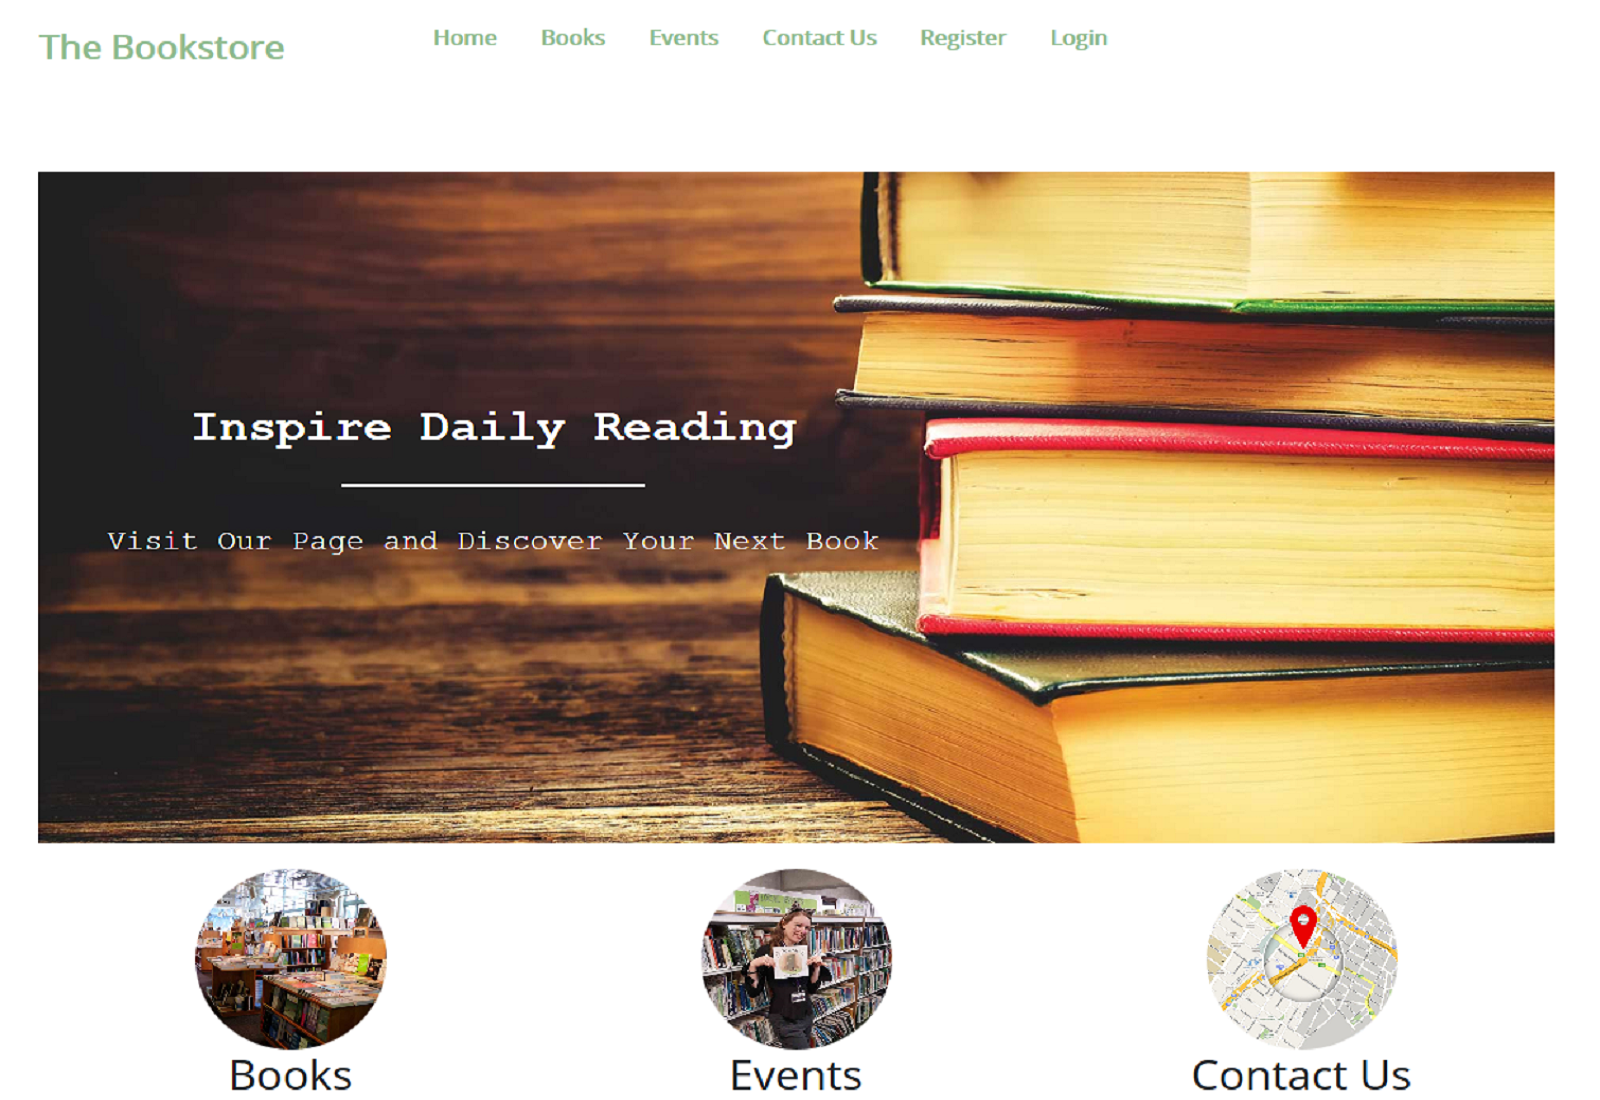 The Bookstore
Home Books Events Contact Us Register Login
Inspire Daily Reading
Visit Our Page and Discover Your Next Book
Books
Events
Contact Us